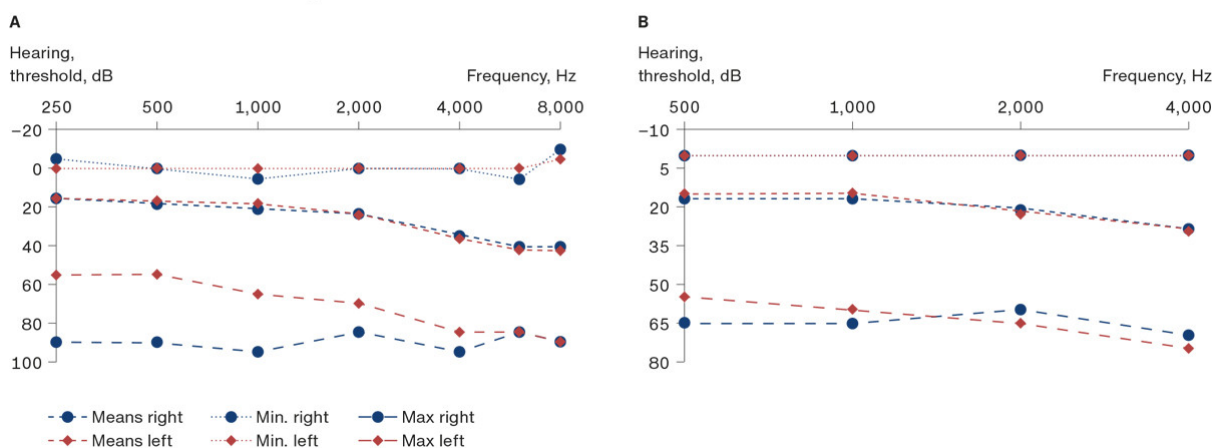 A
Hearing,
threshold, dB
Frequency, Hz
250 500 1,000 2,000 4,000 8,000
−20
0
20
40
60
80
100
B
Hearing,
threshold, dB
Frequency, Hz
500 1,000 2,000 4,000
−10
5
20
35
50
65
80
Means right Min. right Max right
Means left Min. left Max left